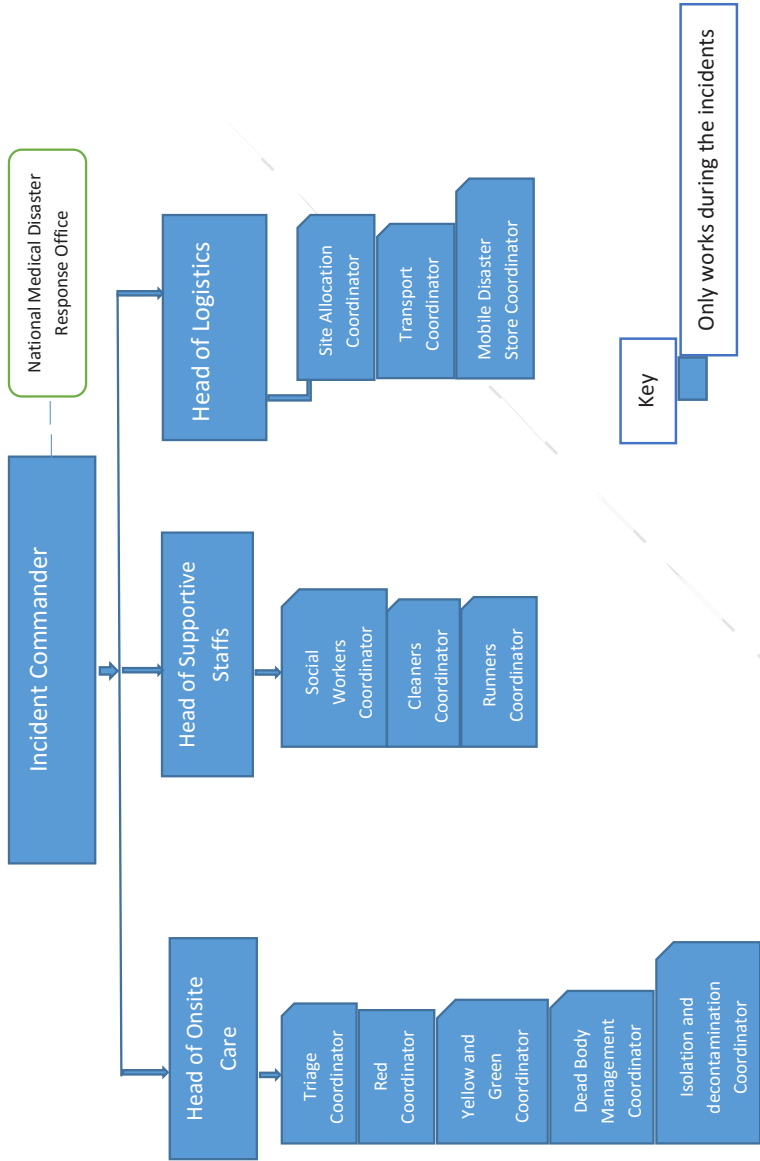 National Medical Disaster
Response Office
Incident Commander
Head of Onsite
Care
Triage
Coordinator
Red
Coordinator
Yellow and
Green
Coordinator
Dead Body
Management
Coordinator
Isolation and
decontamination
Coordinator
Head of Supportive
Staffs
Social
Workers
Coordinator
Cleaners
Coordinator
Runners
Coordinator
Head of Logistics
Site Allocation
Coordinator
Transport
Coordinator
Mobile Disaster
Store Coordinator
Key
Only works during the incidents